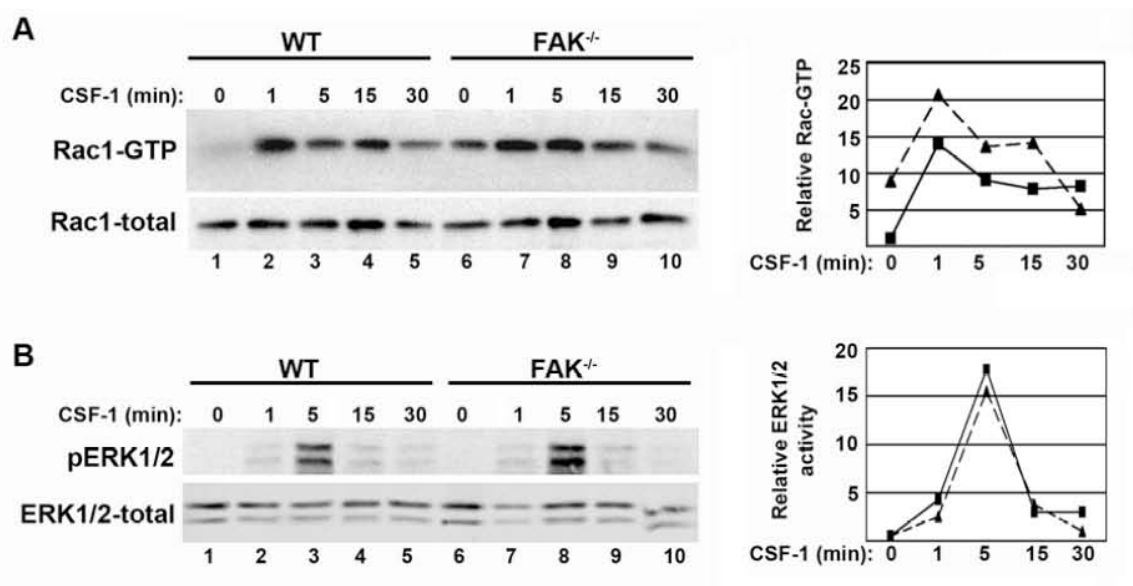 A
WT FAK-/-
CSF-1 (min): 0 1 5 15 30 0 1 5 15 30
Rac1-GTP
Rac1-total
1 2 3 4 5 6 7 8 9 10
25
20
15
10
5
Relative Rac-GTP
CSF-1 (min): 0 1 5 15 30
B
WT FAK-/-
CSF-1 (min): 0 1 5 15 30 0 1 5 15 30
pERK1/2
ERK1/2-total
1 2 3 4 5 6 7 8 9 10
20
15
10
5
Relative ERK1/2
activity
CSF-1 (min): 0 1 5 15 30